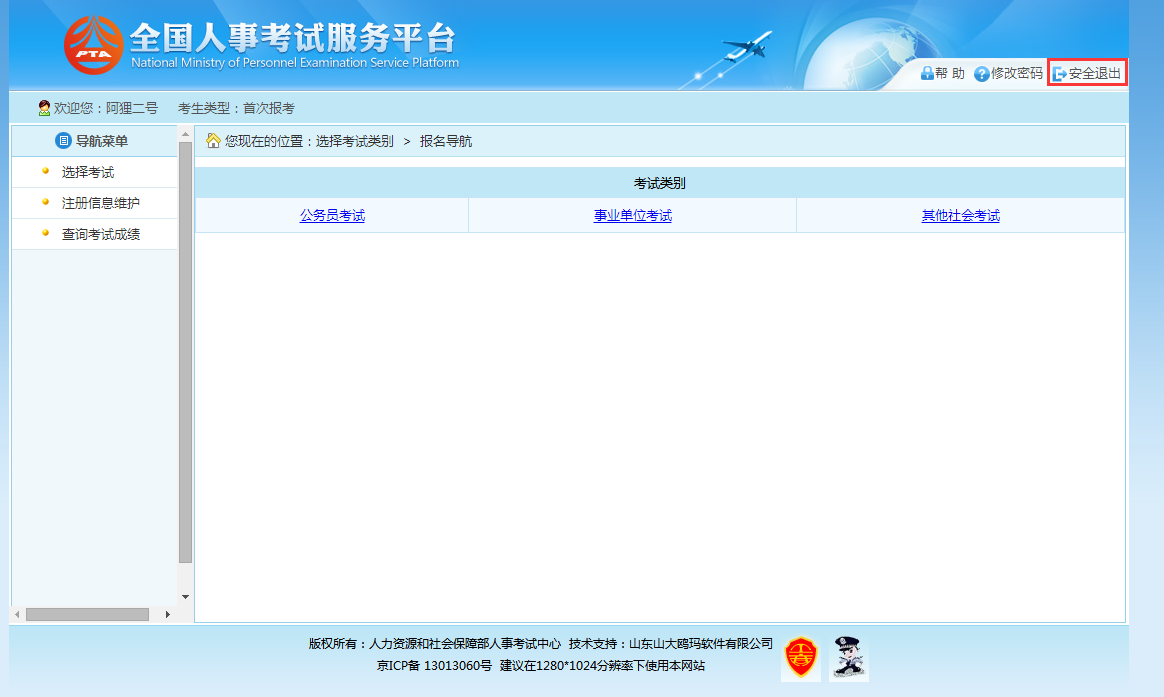 PTA
全国人事考试服务平台
National Ministry of Personnel Examination Service Platform
帮 助 修改密码 安全退出
欢迎您：阿狸二号 考生类型：首次报考
导航菜单
选择考试
注册信息维护
查询考试成绩
您现在的位置：选择考试类别 > 报名导航
考试类别
公务员考试 事业单位考试 其他社会考试
版权所有：人力资源和社会保障部人事考试中心 技术支持：山东山大鸥玛软件有限公司
京ICP备 13013060号 建议在1280*1024分辨率下使用本网站